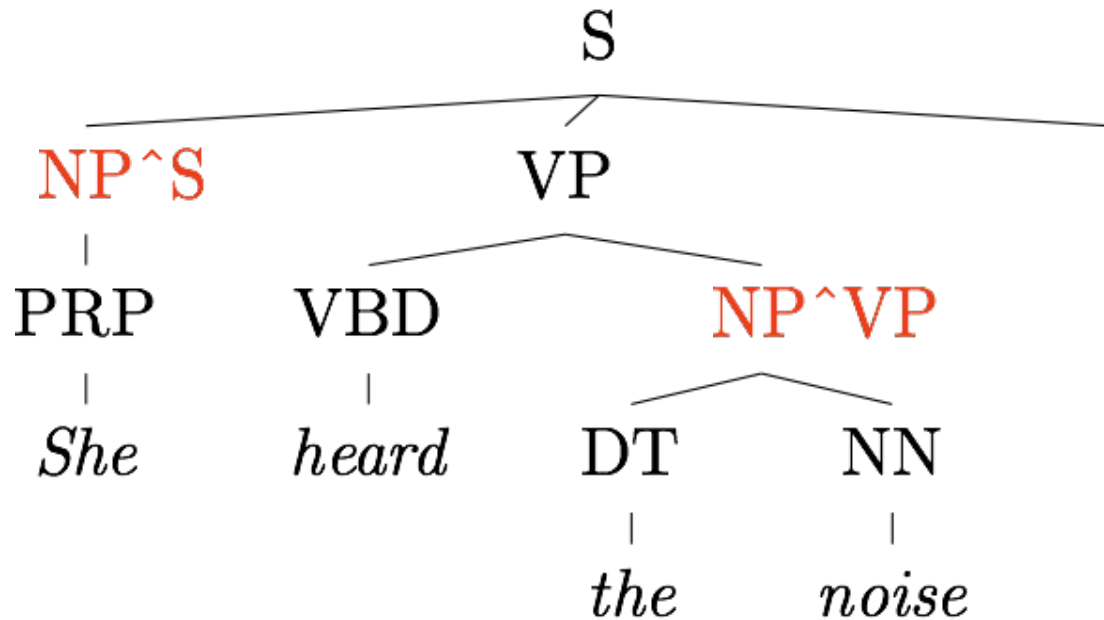 S
NP^S VP
PRP VBD NP^VP
She heard DT NN
the noise